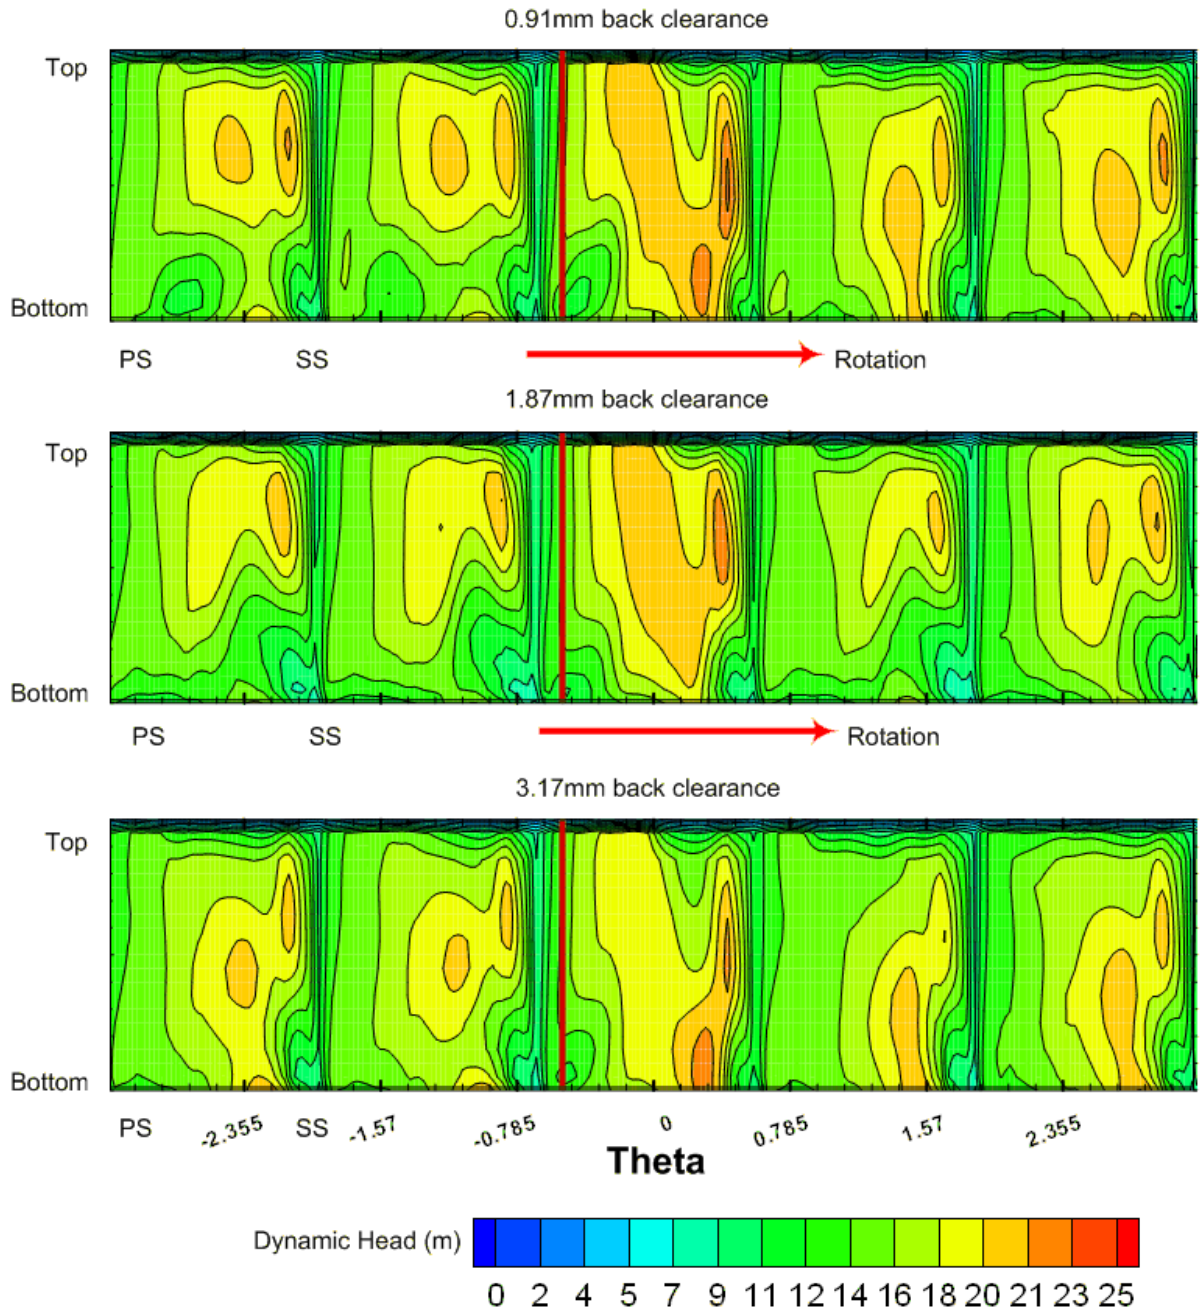 0.91mm back clearance
Top
Bottom
PS SS Rotation
1.87mm back clearance
Top
Bottom
PS SS Rotation
3.17mm back clearance
Top
Bottom
PS -2.355 SS -1.57 -0.785 0 0.785 1.57 2.355
Theta
Dynamic Head (m)
0 2 4 5 7 9 11 12 14 16 18 20 21 23 25